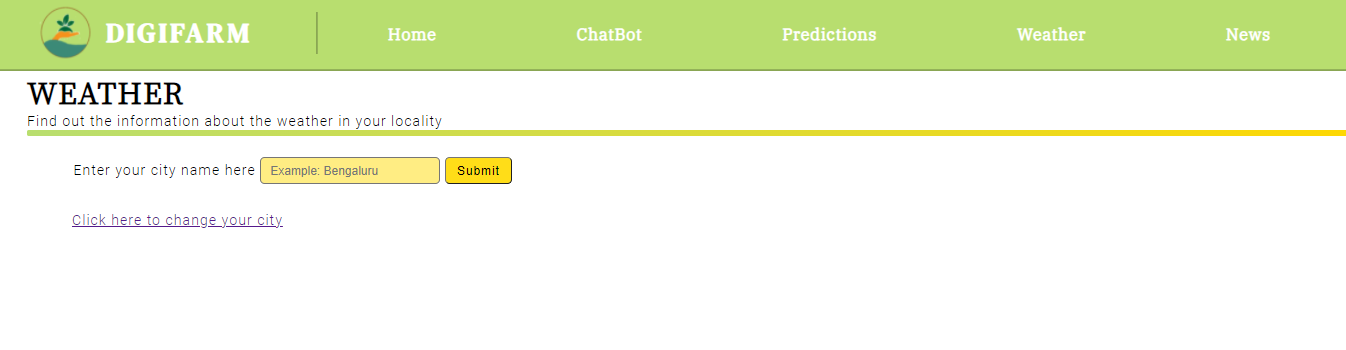 DIGIFARM Home ChatBot Predictions Weather News
WEATHER
Find out the information about the weather in your locality
Enter your city name here Example: Bengaluru Submit
Click here to change your city